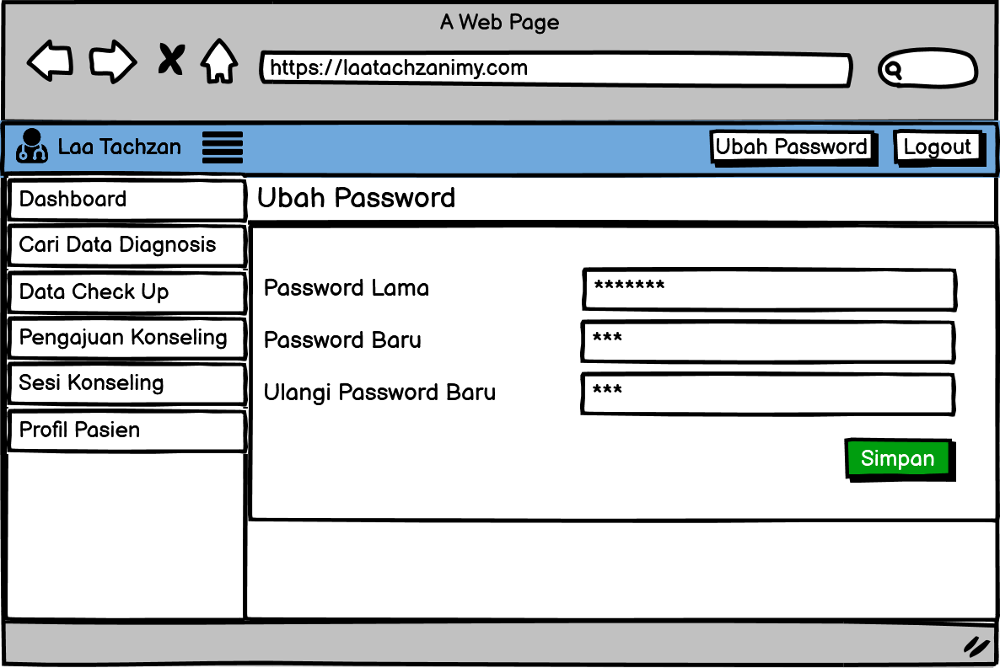 A Web Page
https://laatachzanimy.com
Laa Tachzan
Ubah Password
Logout
Dashboard
Cari Data Diagnosis
Data Check Up
Pengajuan Konseling
Sesi Konseling
Profil Pasien
Ubah Password
Password Lama
*******
Password Baru
***
Ulangi Password Baru
***
Simpan